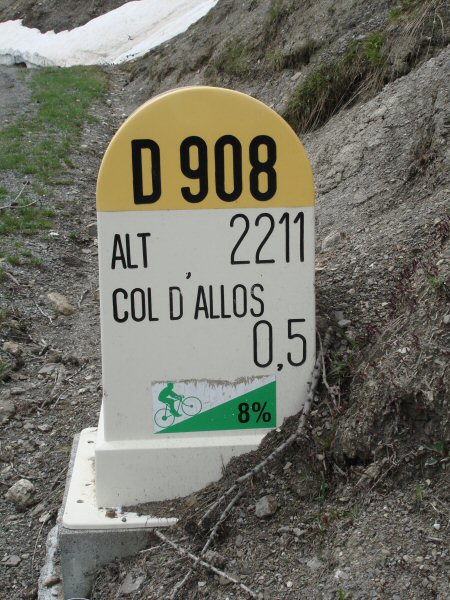 D 908
ALT 2211
COL D'ALLOS
0,5
8%